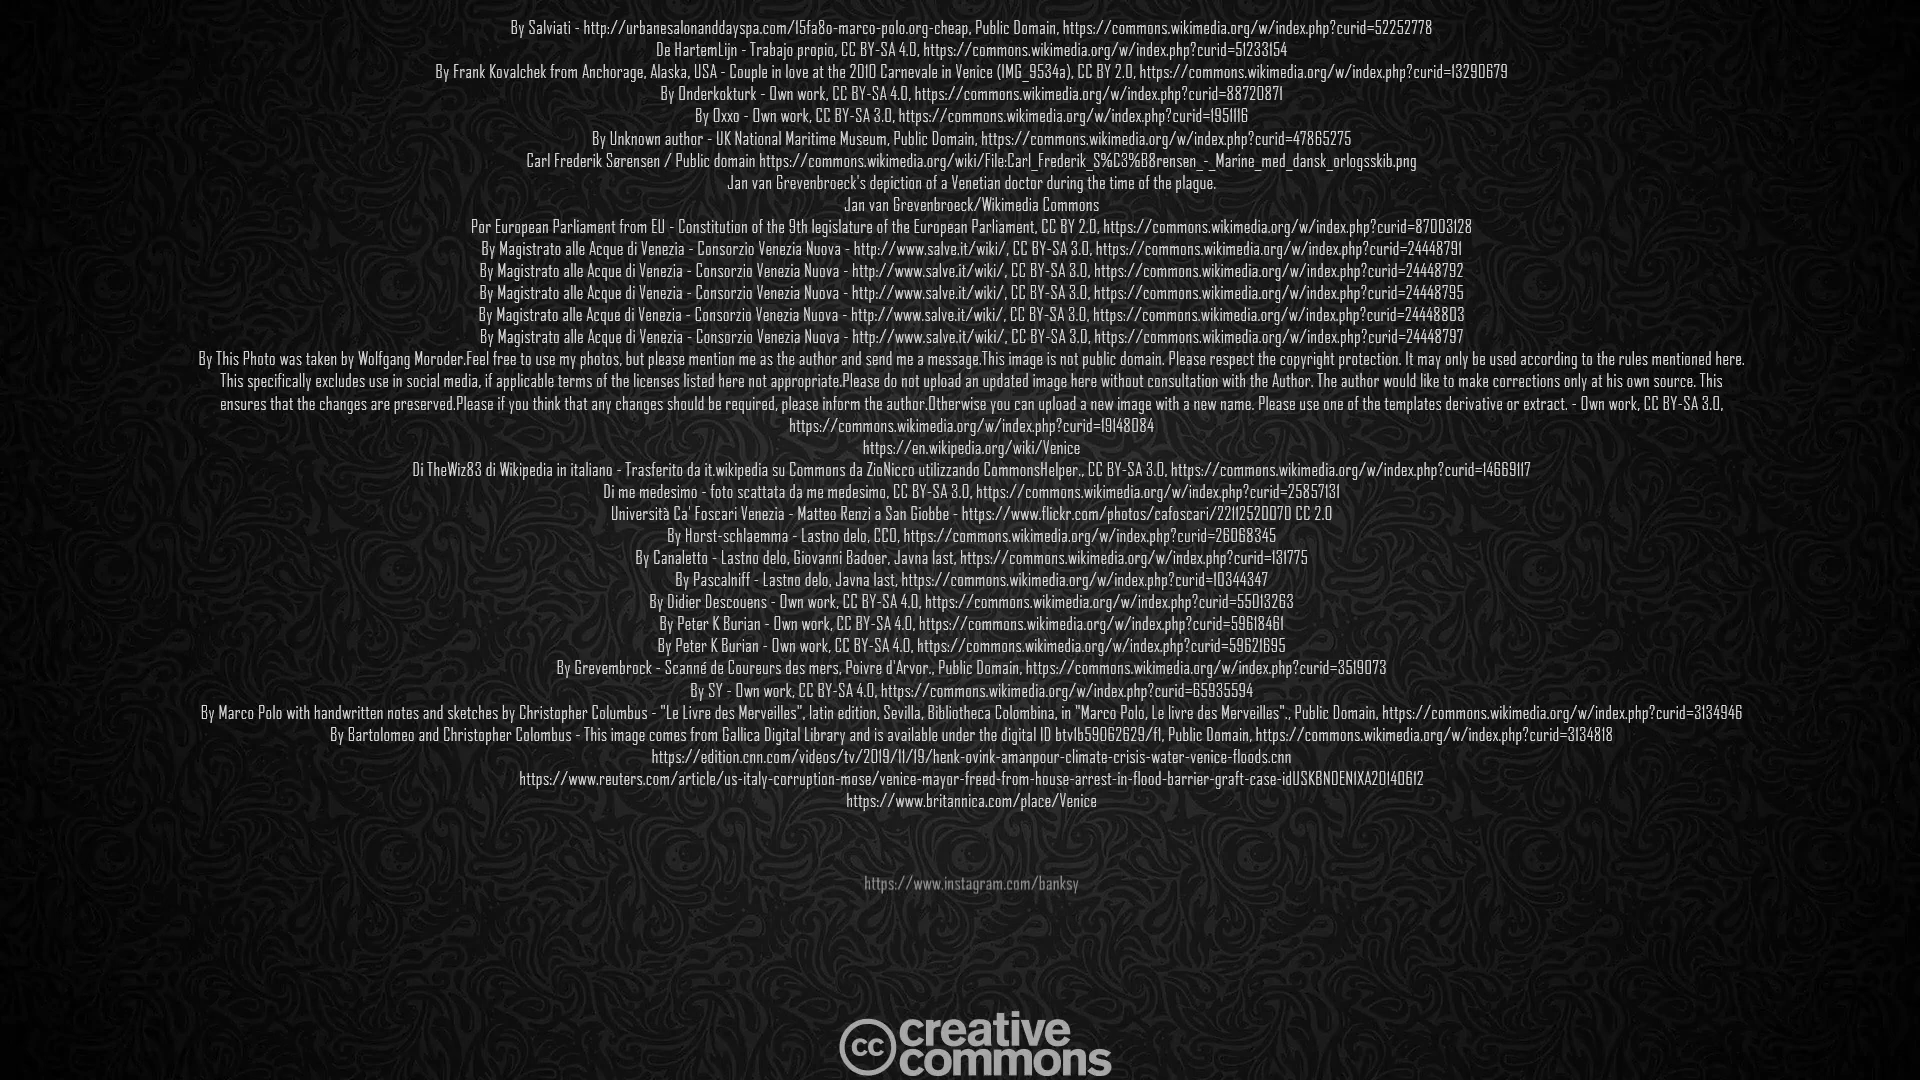 By Salviati - http://urbanesalonanddayspa.com/15fa8o-marco-polo.org-cheap, Public Domain, https://commons.wikimedia.org/w/index.php?curid=52252778
De HartemLijn - Trabajo propio, CC BY-SA 4.0, https://commons.wikimedia.org/w/index.php?curid=51233154
By Frank Kovalchek from Anchorage, Alaska, USA - Couple in love at the 2010 Carnevale in Venice (IMG_9534a), CC BY 2.0, https://commons.wikimedia.org/w/index.php?curid=13290679
By Onderkokturk - Own work, CC BY-SA 4.0, https://commons.wikimedia.org/w/index.php?curid=88720871
By Oxxo - Own work, CC BY-SA 3.0, https://commons.wikimedia.org/w/index.php?curid=1951116
By Unknown author - UK National Maritime Museum, Public Domain, https://commons.wikimedia.org/w/index.php?curid=47865275
Carl Frederik Sørensen / Public domain https://commons.wikimedia.org/wiki/File:Carl_Frederik_S%C3%B8rensen_-_Marine_med_dansk_orlogsskib.png
Jan van Grevenbroeck's depiction of a Venetian doctor during the time of the plague.
Jan van Grevenbroeck/Wikimedia Commons
Por European Parliament from EU - Constitution of the 9th legislature of the European Parliament, CC BY 2.0, https://commons.wikimedia.org/w/index.php?curid=87003128
By Magistrato alle Acque di Venezia - Consorzio Venezia Nuova - http://www.salve.it/wiki/, CC BY-SA 3.0, https://commons.wikimedia.org/w/index.php?curid=24448791
By Magistrato alle Acque di Venezia - Consorzio Venezia Nuova - http://www.salve.it/wiki/, CC BY-SA 3.0, https://commons.wikimedia.org/w/index.php?curid=24448792
By Magistrato alle Acque di Venezia - Consorzio Venezia Nuova - http://www.salve.it/wiki/, CC BY-SA 3.0, https://commons.wikimedia.org/w/index.php?curid=24448795
By Magistrato alle Acque di Venezia - Consorzio Venezia Nuova - http://www.salve.it/wiki/, CC BY-SA 3.0, https://commons.wikimedia.org/w/index.php?curid=24448803
By Magistrato alle Acque di Venezia - Consorzio Venezia Nuova - http://www.salve.it/wiki/, CC BY-SA 3.0, https://commons.wikimedia.org/w/index.php?curid=24448797
By This Photo was taken by Wolfgang Moroder.Feel free to use my photos, but please mention me as the author and send me a message.This image is not public domain. Please respect the copyright protection. It may only be used according to the rules mentioned here.
This specifically excludes use in social media, if applicable terms of the licenses listed here not appropriate.Please do not upload an updated image here without consultation with the Author. The author would like to make corrections only at his own source. This
ensures that the changes are preserved.Please if you think that any changes should be required, please inform the author.Otherwise you can upload a new image with a new name. Please use one of the templates derivative or extract. - Own work, CC BY-SA 3.0,
https://commons.wikimedia.org/w/index.php?curid=19148084
https://en.wikipedia.org/wiki/Venice
Di TheWiz83 di Wikipedia in italiano - Trasferito da it.wikipedia su Commons da ZioNicco utilizzando CommonsHelper., CC BY-SA 3.0, https://commons.wikimedia.org/w/index.php?curid=14669117
Di me medesimo - foto scattata da me medesimo, CC BY-SA 3.0, https://commons.wikimedia.org/w/index.php?curid=25857131
Università Ca' Foscari Venezia - Matteo Renzi a San Giobbe - https://www.flickr.com/photos/cafoscari/22112520070 CC 2.0
By Horst-schlaemma - Lastno delo, CC0, https://commons.wikimedia.org/w/index.php?curid=26068345
By Canaletto - Lastno delo, Giovanni Badoer, Javna last, https://commons.wikimedia.org/w/index.php?curid=131775
By Pascalniff - Lastno delo, Javna last, https://commons.wikimedia.org/w/index.php?curid=10344347
By Didier Descouens - Own work, CC BY-SA 4.0, https://commons.wikimedia.org/w/index.php?curid=55013263
By Peter K Burian - Own work, CC BY-SA 4.0, https://commons.wikimedia.org/w/index.php?curid=59618461
By Peter K Burian - Own work, CC BY-SA 4.0, https://commons.wikimedia.org/w/index.php?curid=59621695
By Grevembrock - Scanné de Coureurs des mers, Poivre d'Arvor., Public Domain, https://commons.wikimedia.org/w/index.php?curid=3519073
By SY - Own work, CC BY-SA 4.0, https://commons.wikimedia.org/w/index.php?curid=65935594
By Marco Polo with handwritten notes and sketches by Christopher Columbus - "Le Livre des Merveilles", latin edition, Sevilla, Bibliotheca Colombina, in "Marco Polo, Le livre des Merveilles"., Public Domain, https://commons.wikimedia.org/w/index.php?curid=3134946
By Bartolomeo and Christopher Colombus - This image comes from Gallica Digital Library and is available under the digital ID btv1b59062629/f1, Public Domain, https://commons.wikimedia.org/w/index.php?curid=3134818
https://edition.cnn.com/videos/tv/2019/11/19/henk-ovink-amanpour-climate-crisis-water-venice-floods.cnn
https://www.reuters.com/article/us-italy-corruption-mose/venice-mayor-freed-from-house-arrest-in-flood-barrier-graft-case-idUSKBN0EN1XA20140612
https://www.britannica.com/place/Venice
https://www.instagram.com/banksy
cc creative
commons